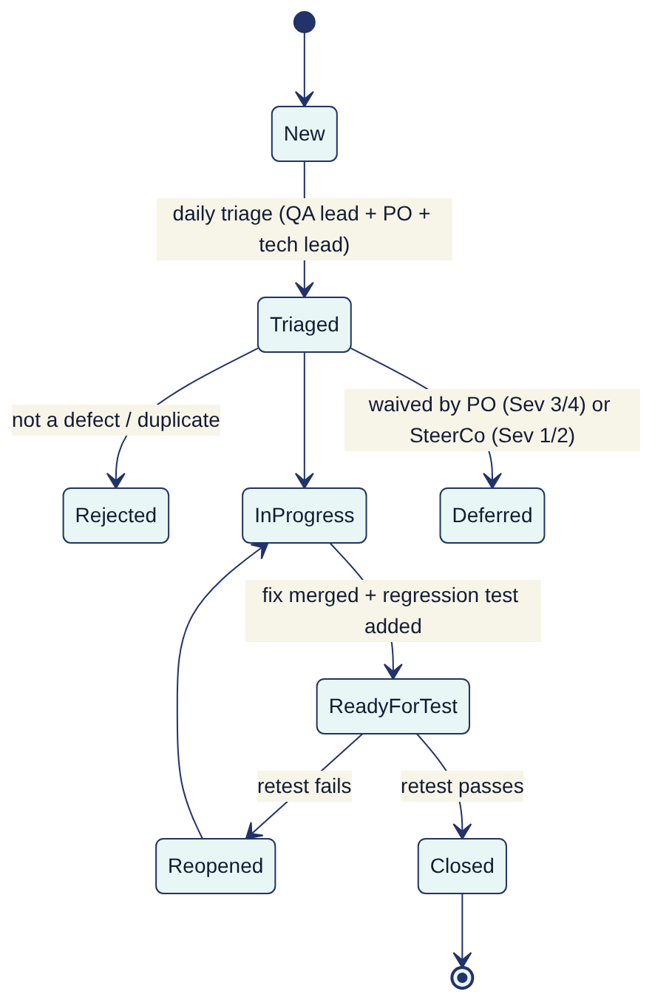 New
daily triage (QA lead + PO +
tech lead)
Triaged
not a defect / duplicate
waived by PO (Sev 3/4) or
SteerCo (Sev 1/2)
Rejected
InProgress
Deferred
fix merged + regression test
added
ReadyForTest
retest fails
retest passes
Reopened
Closed